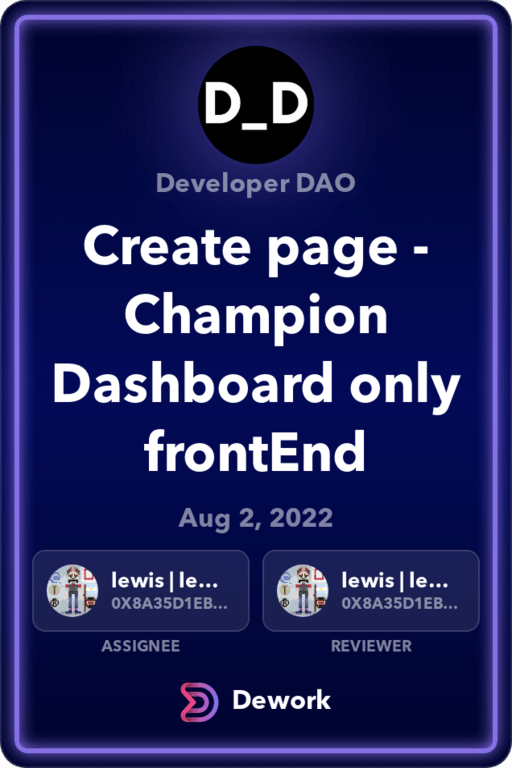 D_D
Developer DAO
Create page -
Champion
Dashboard only
frontEnd
Aug 2, 2022
lewis | le...
0X8A35D1EB...
ASSIGNEE
lewis | le...
0X8A35D1EB...
REVIEWER
Dework